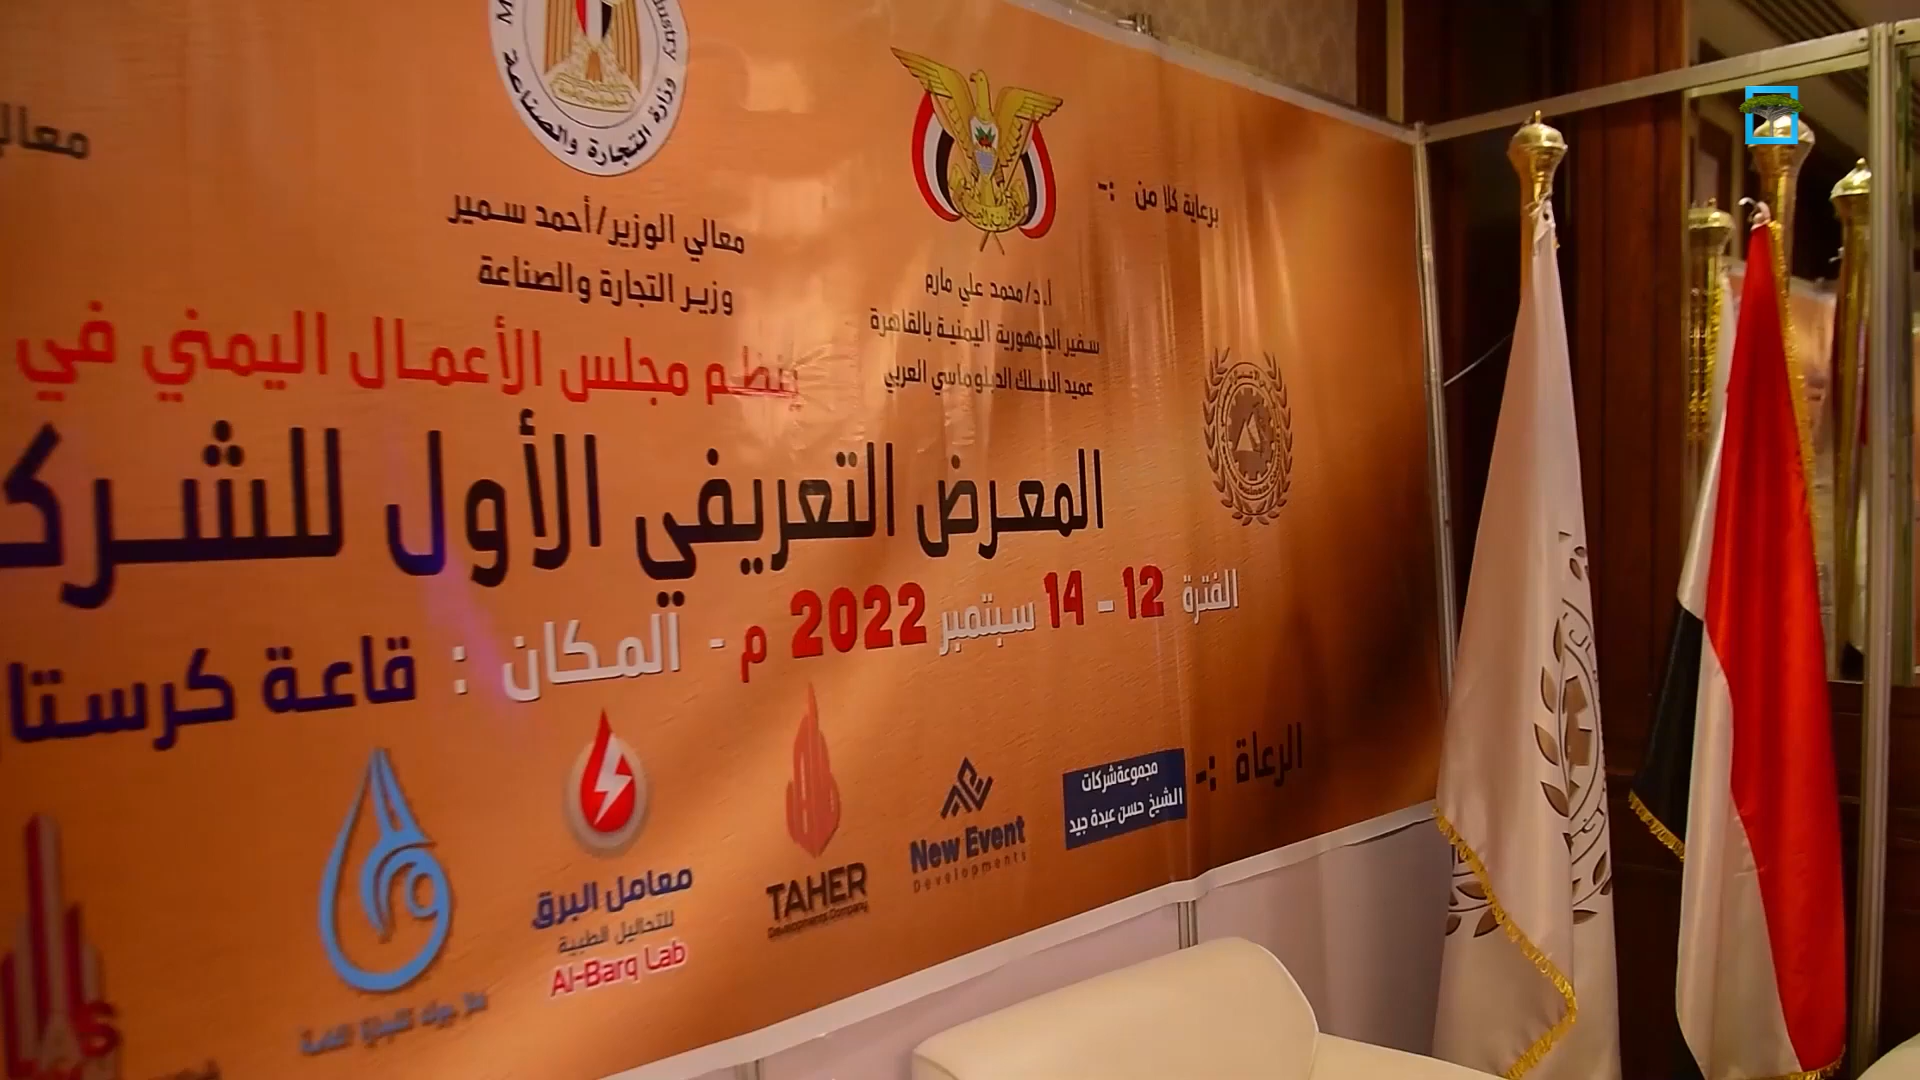 برعاية كلا من :-
أ.د/محمد علي مارم
سفير الجمهورية اليمنية بالقاهرة
عميد السلك الدبلوماسي العربي
وزارة التجارة والصناعة
معالي الوزير/أحمد سمير
وزير التجارة والصناعة
ينظم مجلس الأعمال اليمني في
المعرض التعريفي الأول
الفترة 12 - 14 سبتمبر 2022 م - المكان : قاعة
الرعاة :-
مجموعة شركات
الشيخ حسن عبدة جيد
New Event
Developments
TAHER
Developments Company
معامل البرق
للتحاليل الطبية
Al-Barq Lab